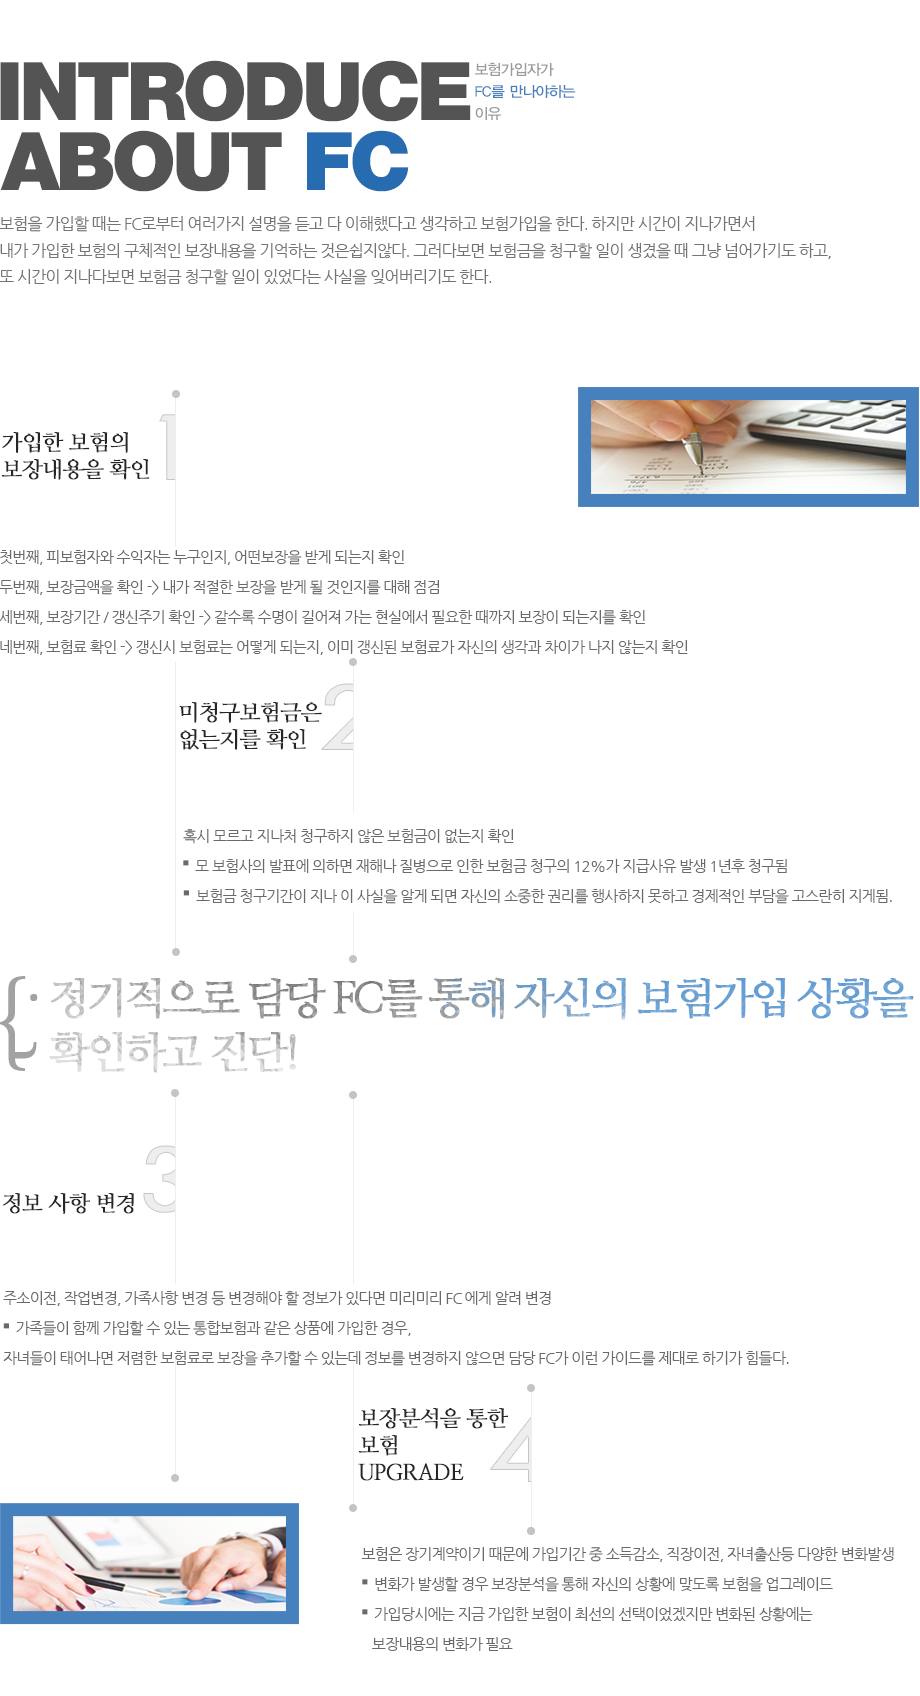 INTRODUCE
ABOUT FC
보험가입자가
FC를 만나야하는
이유
보험을 가입할 때는 FC로부터 여러가지 설명을 듣고 다 이해했다고 생각하고 보험가입을 한다. 하지만 시간이 지나가면서
내가 가입한 보험의 구체적인 보장내용을 기억하는 것은쉽지않다. 그러다보면 보험금을 청구할 일이 생겼을 때 그냥 넘어가기도 하고,
또 시간이 지나다보면 보험금 청구할 일이 있었다는 사실을 잊어버리기도 한다.
1
가입한 보험의
보장내용을 확인
첫번째, 피보험자와 수익자는 누구인지, 어떤보장을 받게 되는지 확인
두번째, 보장금액을 확인 -> 내가 적절한 보장을 받게 될 것인지를 대해 점검
세번째, 보장기간 / 갱신주기 확인 -> 갈수록 수명이 길어져 가는 현실에서 필요한 때까지 보장이 되는지를 확인
네번째, 보험료 확인 -> 갱신시 보험료는 어떻게 되는지, 이미 갱신된 보험료가 자신의 생각과 차이가 나지 않는지 확인
2
미청구보험금은
없는지를 확인
혹시 모르고 지나쳐 청구하지 않은 보험금이 없는지 확인
▪ 모 보험사의 발표에 의하면 재해나 질병으로 인한 보험금 청구의 12%가 지급사유 발생 1년후 청구됨
▪ 보험금 청구기간이 지나 이 사실을 알게 되면 자신의 소중한 권리를 행사하지 못하고 경제적인 부담을 고스란히 지게됨.
정기적으로 담당 FC를 통해 자신의 보험가입 상황을
확인하고 진단!
3
정보 사항 변경
주소이전, 작업변경, 가족사항 변경 등 변경해야 할 정보가 있다면 미리미리 FC에게 알려 변경
▪ 가족들이 함께 가입할 수 있는 통합보험과 같은 상품에 가입한 경우,
자녀들이 태어나면 저렴한 보험료로 보장을 추가할 수 있는데 정보를 변경하지 않으면 담당 FC가 이런 가이드를 제대로 하기가 힘들다.
4
보장분석을 통한
보험
UPGRADE
보험은 장기계약이기 때문에 가입기간 중 소득감소, 직장이전, 자녀출산등 다양한 변화발생
▪ 변화가 발생할 경우 보장분석을 통해 자신의 상황에 맞도록 보험을 업그레이드
▪ 가입당시에는 지금 가입한 보험이 최선의 선택이었겠지만 변화된 상황에는
보장내용의 변화가 필요